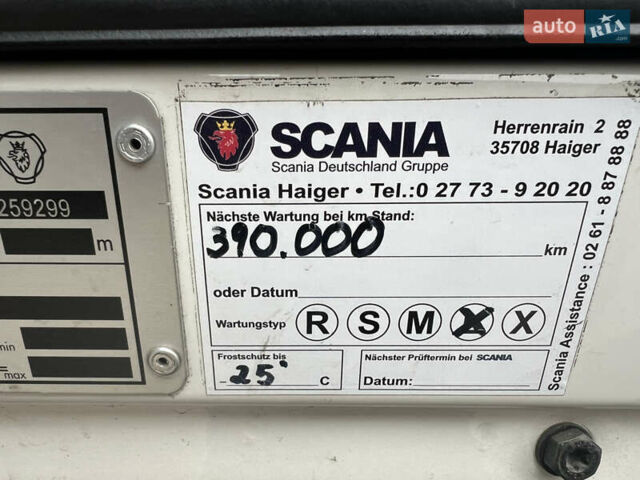 auto RIA
.com
SCANIA
Scania Deutschland Gruppe
Herrenrain 2
35708 Haiger
Scania Haiger • Tel.:0 27 73 - 9 20 20
Nächste Wartung bei km-Stand:
390.000 km
oder Datum
Wartungstyp R S M X
Frostschutz bis
-25° C
Nächster Prüftermin bei SCANIA
Datum:
Scania Assistance : 02 61 - 8 87 88 88
259299
m
min
max